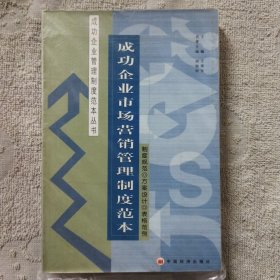 成功企业管理制度范本丛书
成功企业市场营销管理制度范本
制度规范◎方案设计◎表格范例
中国经济出版社